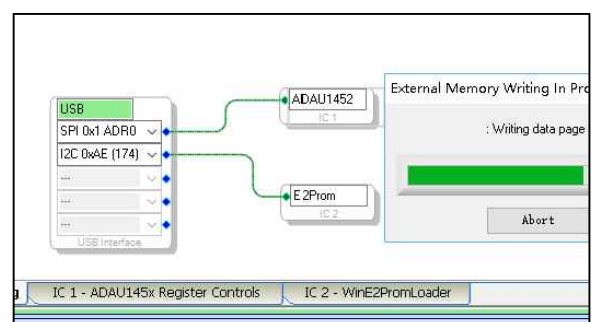 USB
SPI 0x1 ADR0
I2C 0xAE (174)
---
---
---
USB Interface
ADAU1452
IC 1
E2Prom
IC 2
External Memory Writing In Pro
: Writing data page
Abort
g
IC 1 - ADAU145x Register Controls
IC 2 - WinE2PromLoader